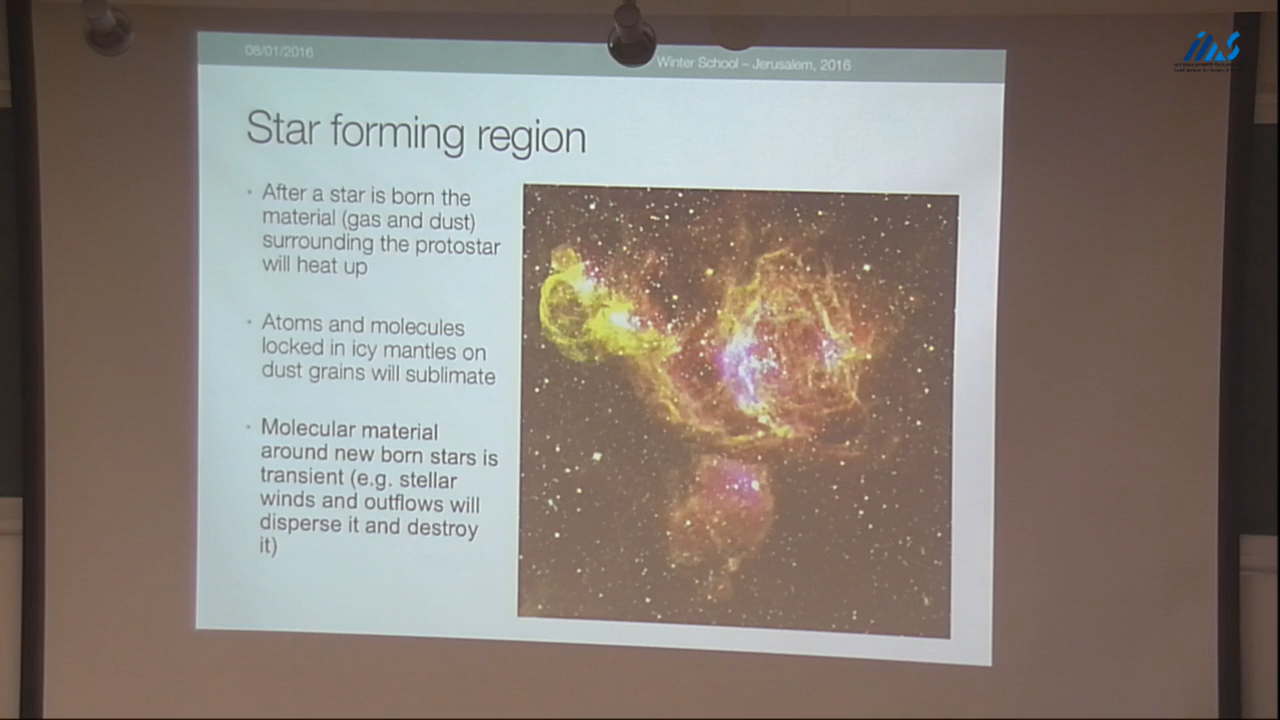 08/01/2016
Winter School – Jerusalem, 2016
Star forming region
• After a star is born the
material (gas and dust)
surrounding the protostar
will heat up
• Atoms and molecules
locked in icy mantles on
dust grains will sublimate
• Molecular material
around new born stars is
transient (e.g. stellar
winds and outflows will
disperse it and destroy
it)